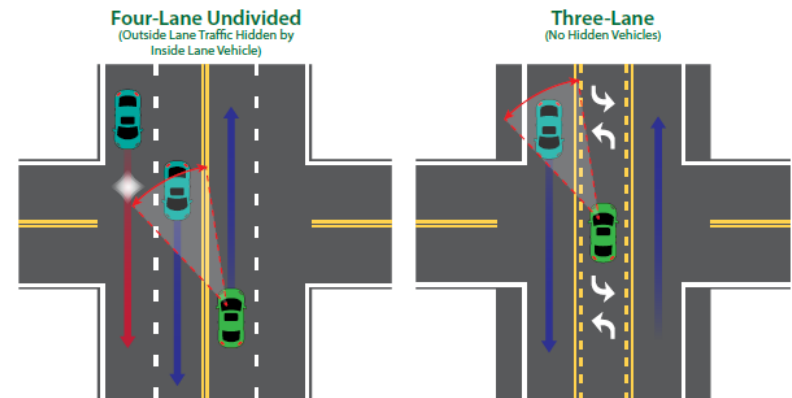 Four-Lane Undivided
(Outside Lane Traffic Hidden by
Inside Lane Vehicle)
Three-Lane
(No Hidden Vehicles)